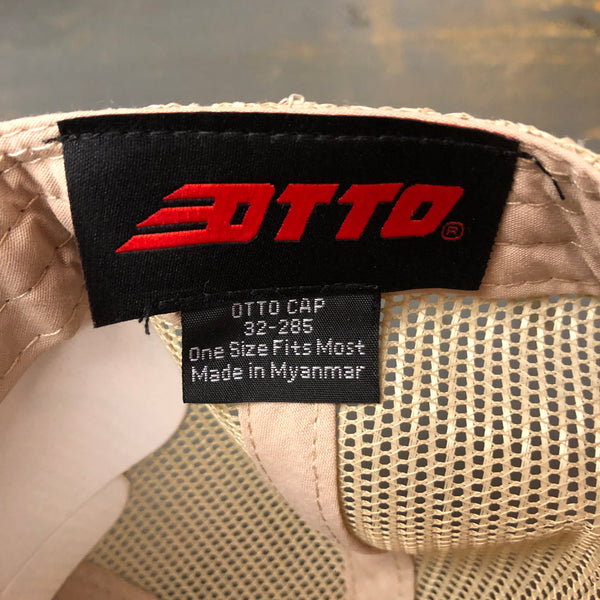 OTTO®
OTTO CAP
32-285
One Size Fits Most
Made in Myanmar